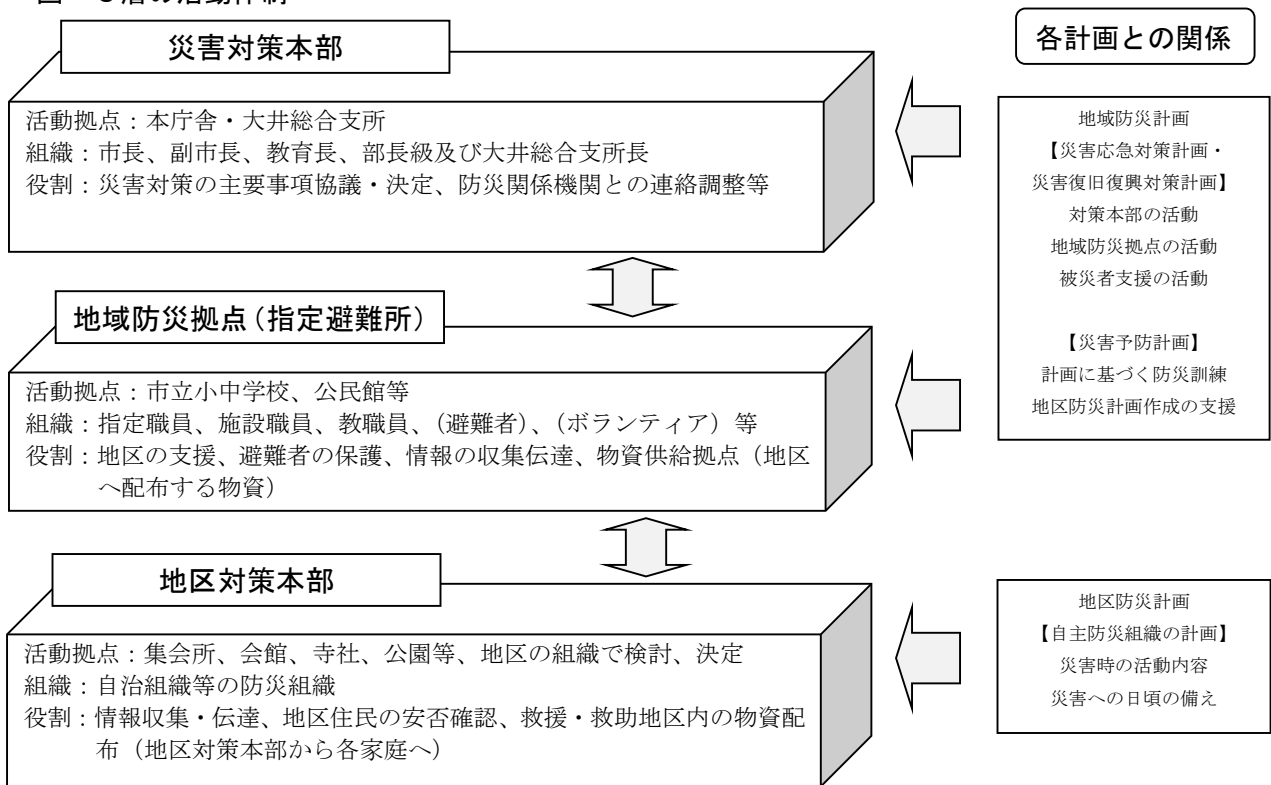 災害対策本部
活動拠点：本庁舎・大井総合支所
組織：市長、副市長、教育長、部長級及び大井総合支所長
役割：災害対策の主要事項協議・決定、防災関係機関との連絡調整等
地域防災拠点（指定避難所）
活動拠点：市立小中学校、公民館等
組織：指定職員、施設職員、教職員、（避難者）、（ボランティア）等
役割：地区の支援、避難者の保護、情報の収集伝達、物資供給拠点（地区
へ配布する物資）
地区対策本部
活動拠点：集会所、会館、寺社、公園等、地区の組織で検討、決定
組織：自治組織等の防災組織
役割：情報収集・伝達、地区住民の安否確認、救援・救助地区内の物資配
布（地区対策本部から各家庭へ）
各計画との関係
地域防災計画
【災害応急対策計画・
災害復旧復興対策計画】
対策本部の活動
地域防災拠点の活動
被災者支援の活動
【災害予防計画】
計画に基づく防災訓練
地区防災計画作成の支援
地区防災計画
【自主防災組織の計画】
災害時の活動内容
災害への日頃の備え